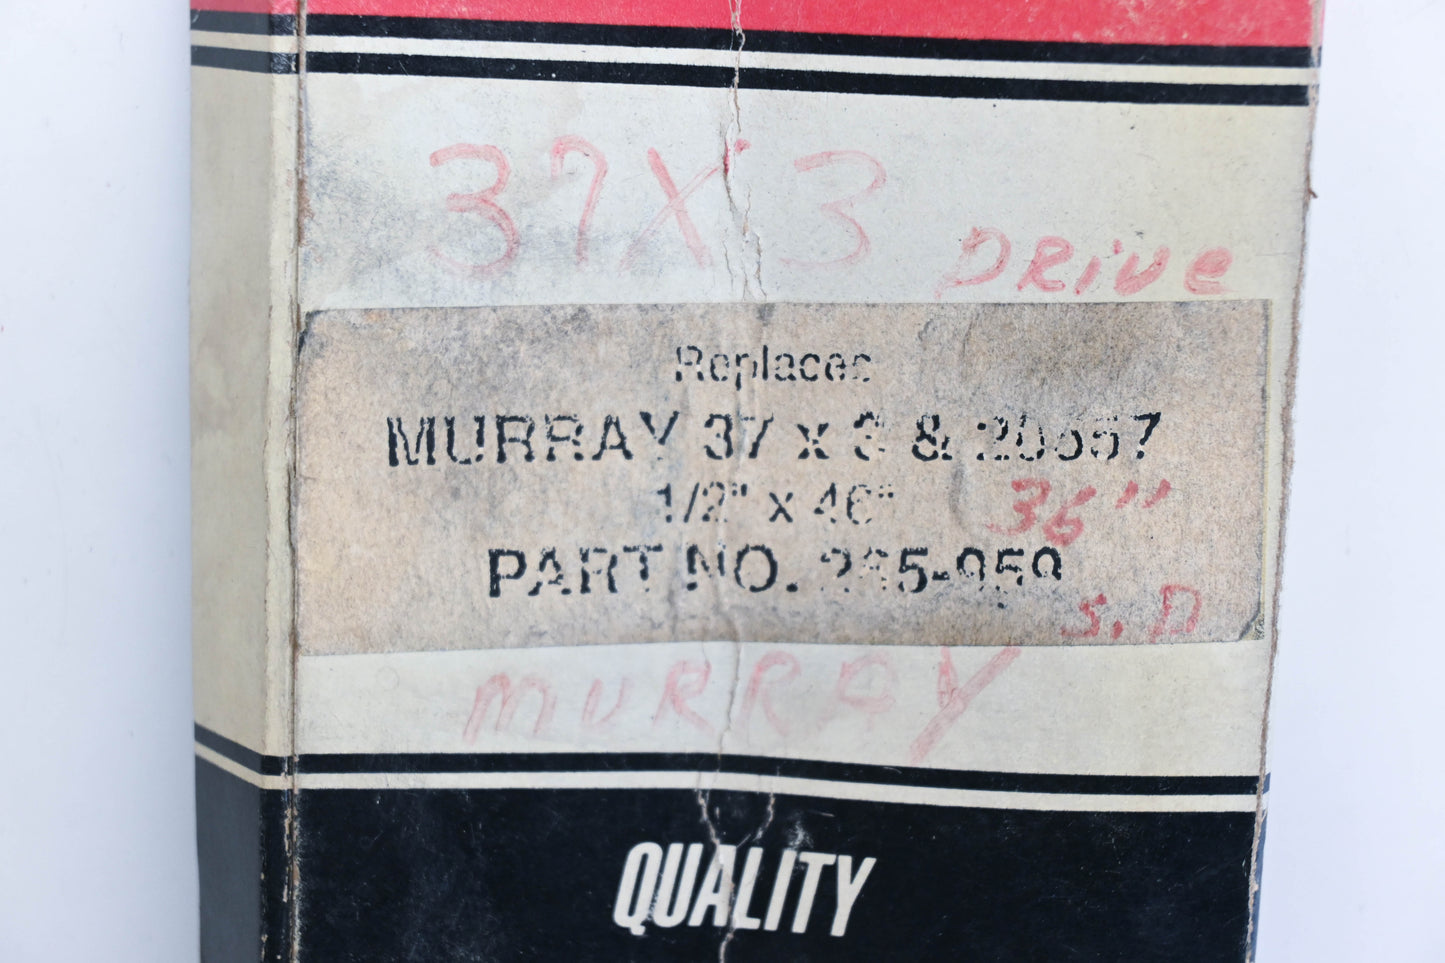 37X3 DRive
Replaces
MURRAY 37 x 3 & 20557
1/2" x 46"
36"
PART NO. 265-959
S.D
MURRAY
QUALITY